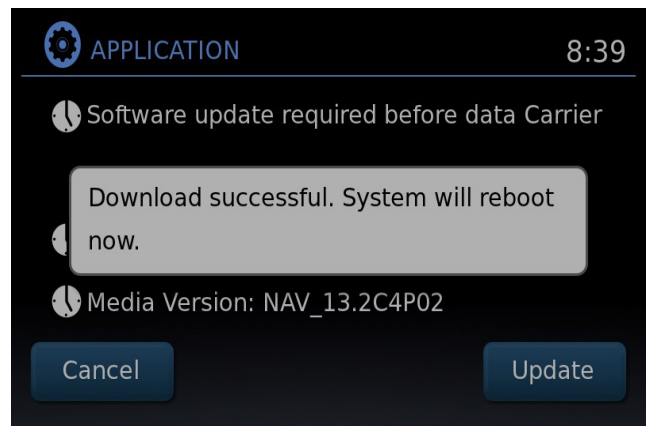 APPLICATION
8:39
Software update required before data Carrier
Download successful. System will reboot
now.
Media Version: NAV_13.2C4P02
Cancel
Update